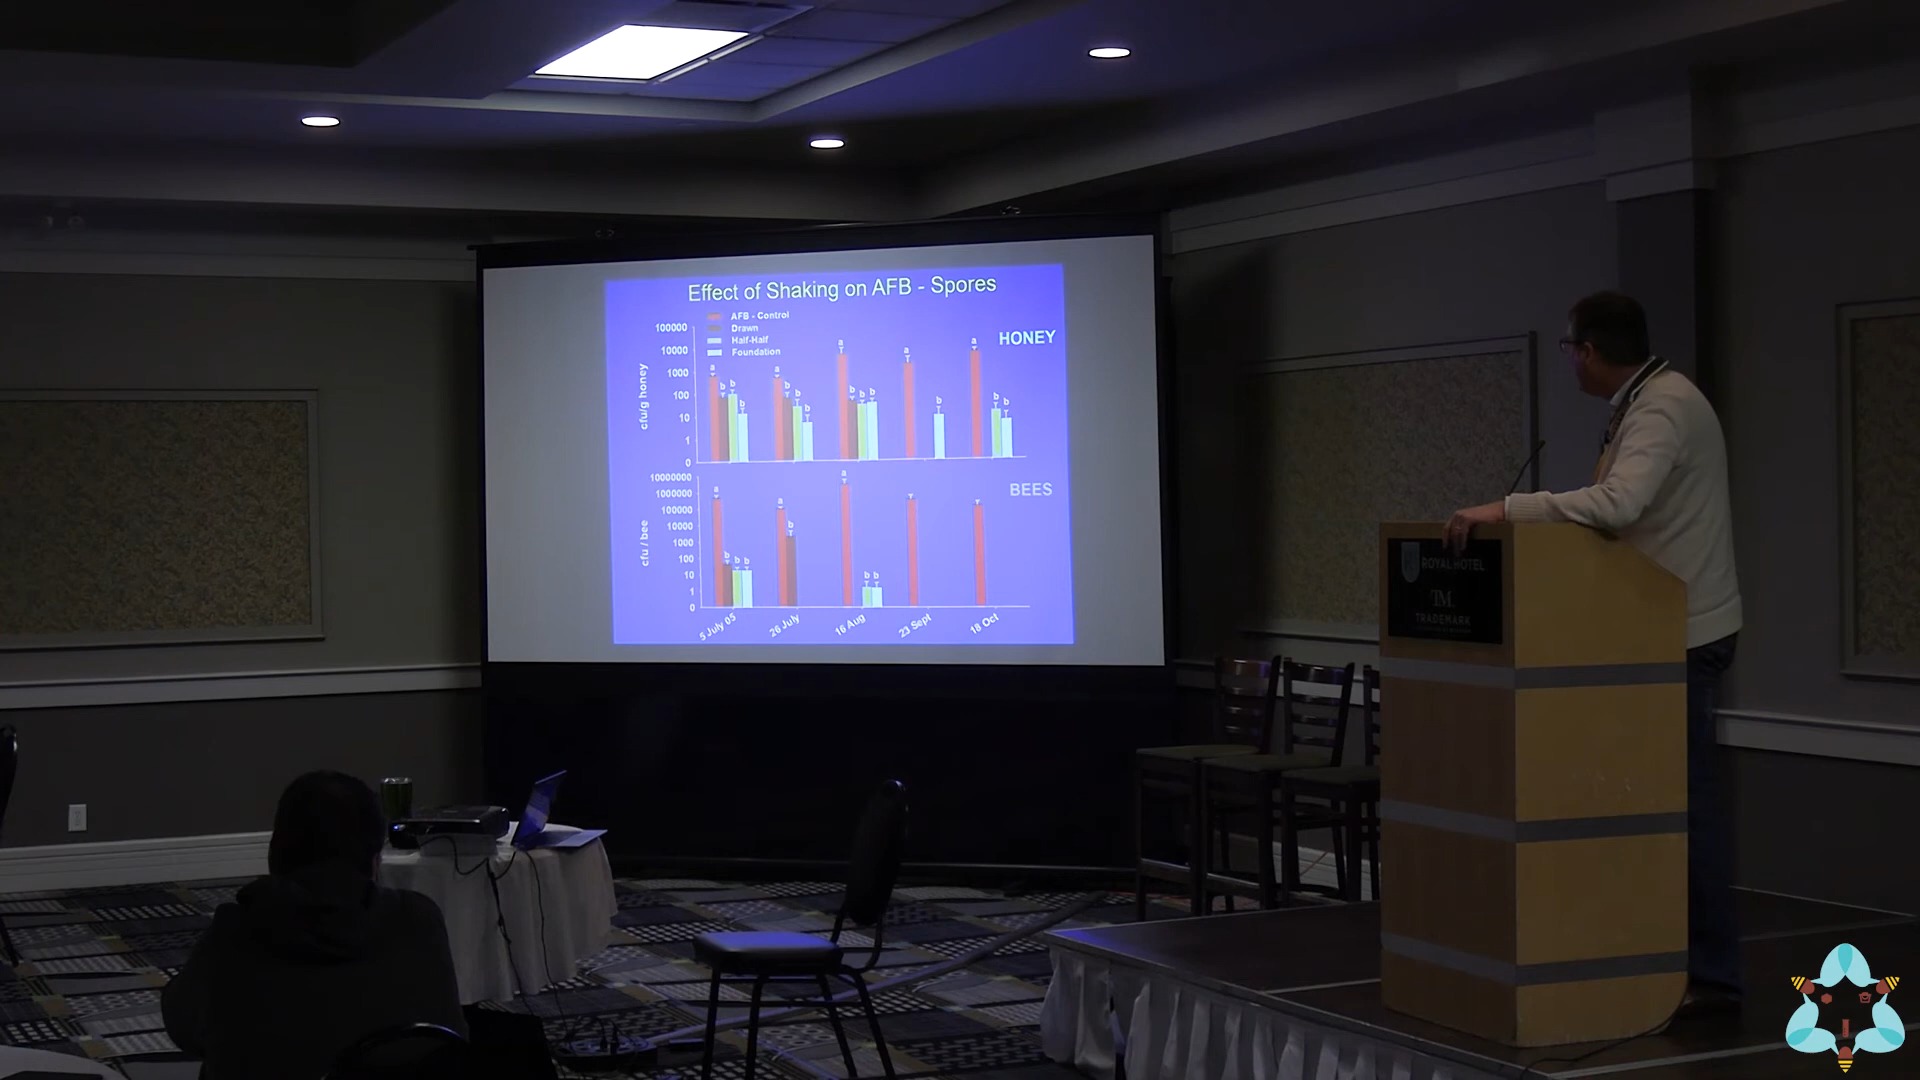 Effect of Shaking on AFB - Spores
AFB - Control
Drawn
Half-Half
Foundation
HONEY
100000
10000
1000
100
10
1
0
cfu/g honey
a
b
b
b
a
b
b
b
a
b
b
b
a
b
a
b
b
BEES
10000000
1000000
100000
10000
1000
100
10
1
0
cfu / bee
a
b
b
b
a
b
a
b
b
5 July 05
26 July
16 Aug
23 Sept
18 Oct
ROYAL HOTEL
TM.
TRADEMARK